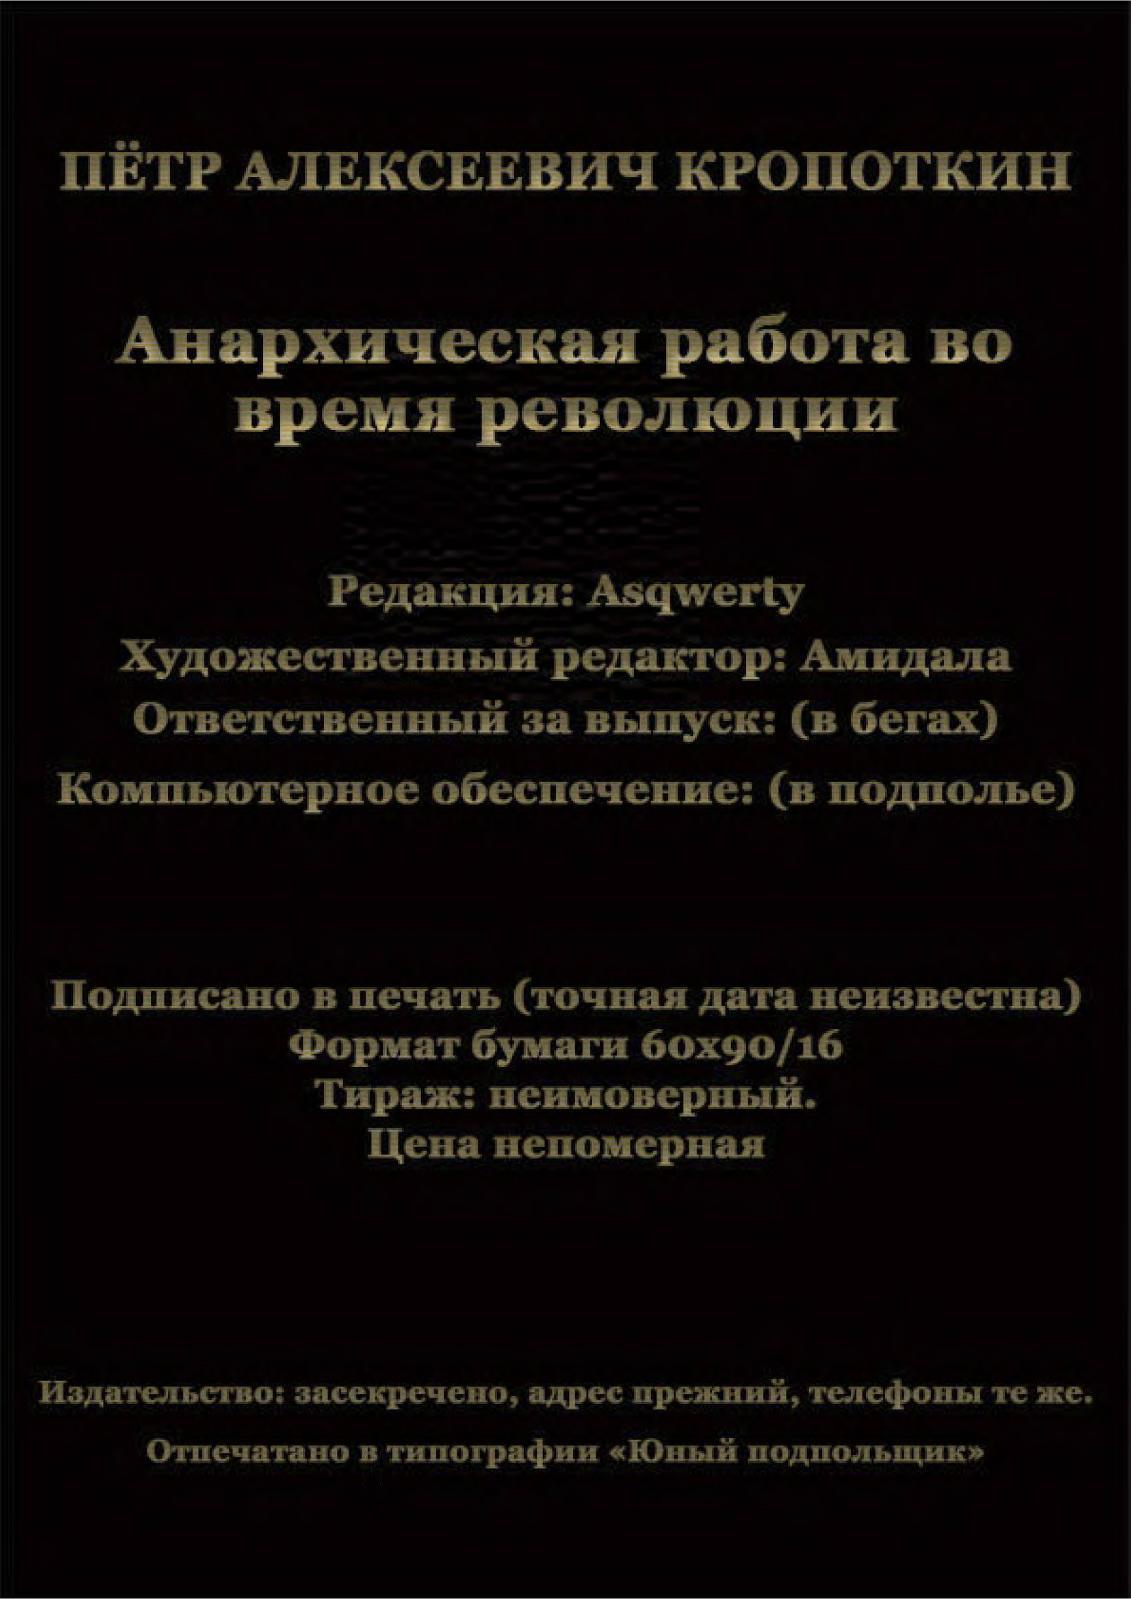 ПЁТР АЛЕКСЕЕВИЧ КРОПОТКИН
Анархическая работа во
время революции
Редакция: Asqwerty
Художественный редактор: Амидала
Ответственный за выпуск: (в бегах)
Компьютерное обеспечение: (в подполье)
Подписано в печать (точная дата неизвестна)
Формат бумаги 60х90/16
Тираж: неимоверный.
Цена непомерная
Издательство: засекречено, адрес прежний, телефоны те же.
Отпечатано в типографии «Юный подпольщик»